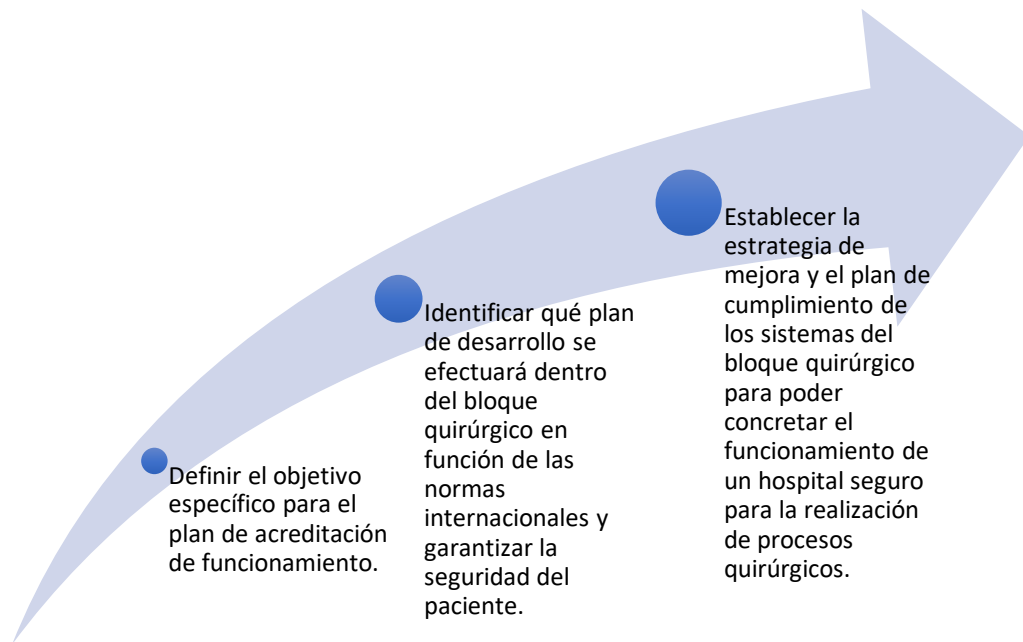 Definir el objetivo
específico para el
plan de acreditación
de funcionamiento.
Identificar qué plan
de desarrollo se
efectuará dentro
del bloque
quirúrgico en
función de las
normas
internacionales y
garantizar la
seguridad del
paciente.
Establecer la
estrategia de
mejora y el plan de
cumplimiento de
los sistemas del
bloque quirúrgico
para poder
concretar el
funcionamiento de
un hospital seguro
para la realización
de procesos
quirúrgicos.